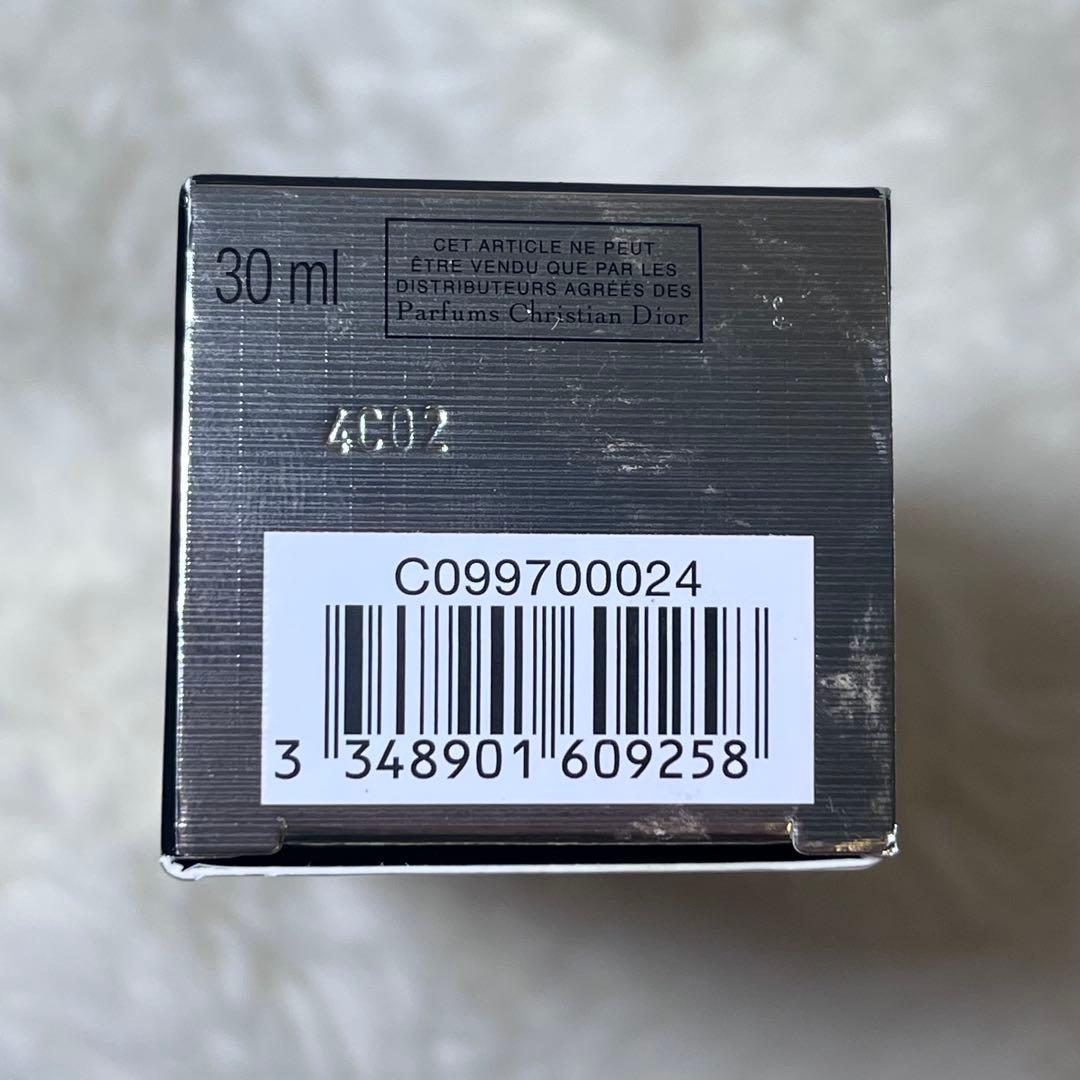 30 ml
CET ARTICLE NE PEUT
ÊTRE VENDU QUE PAR LES
DISTRIBUTEURS AGRÉÉS DES
Parfums Christian Dior
4C02
C099700024
3 348901 609258